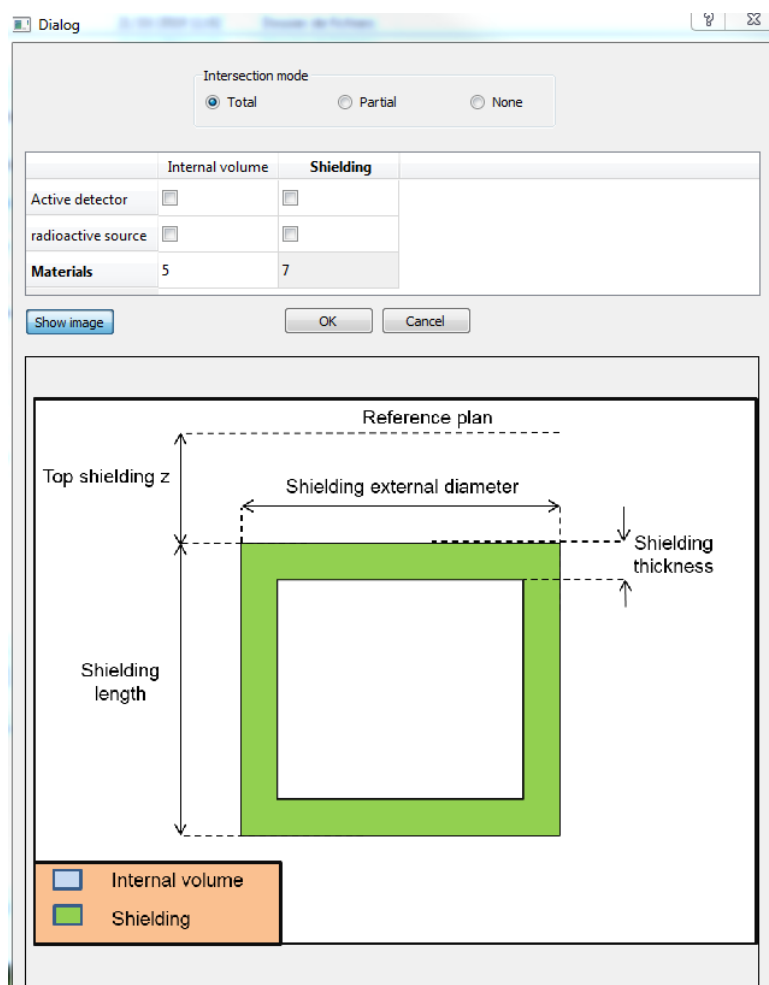 Dialog
Intersection mode
Total Partial None
Internal volume Shielding
Active detector
radioactive source
Materials 5 7
Show image OK Cancel
Reference plan
Top shielding z
Shielding external diameter
Shielding
thickness
Shielding
length
Internal volume
Shielding